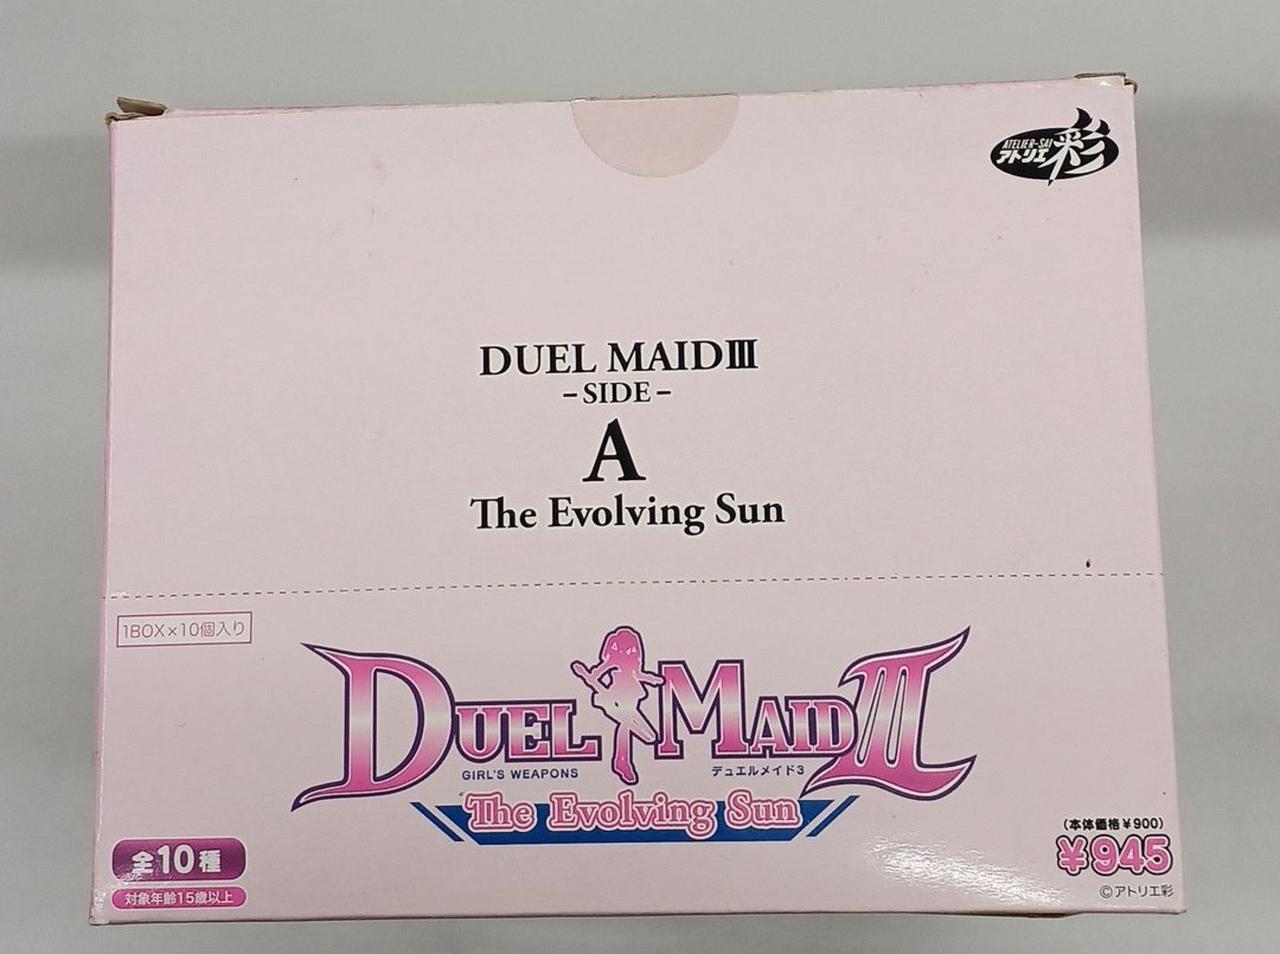 ATELIER-SAI
アトリエ彩
DUEL MAIDⅢ
-SIDE-
A
The Evolving Sun
1BOX×10個入り
DUEL MAIDⅢ
GIRL'S WEAPONS デュエルメイド3
The Evolving Sun
全10種
対象年齢15歳以上
(本体価格¥900)
¥945
©アトリエ彩